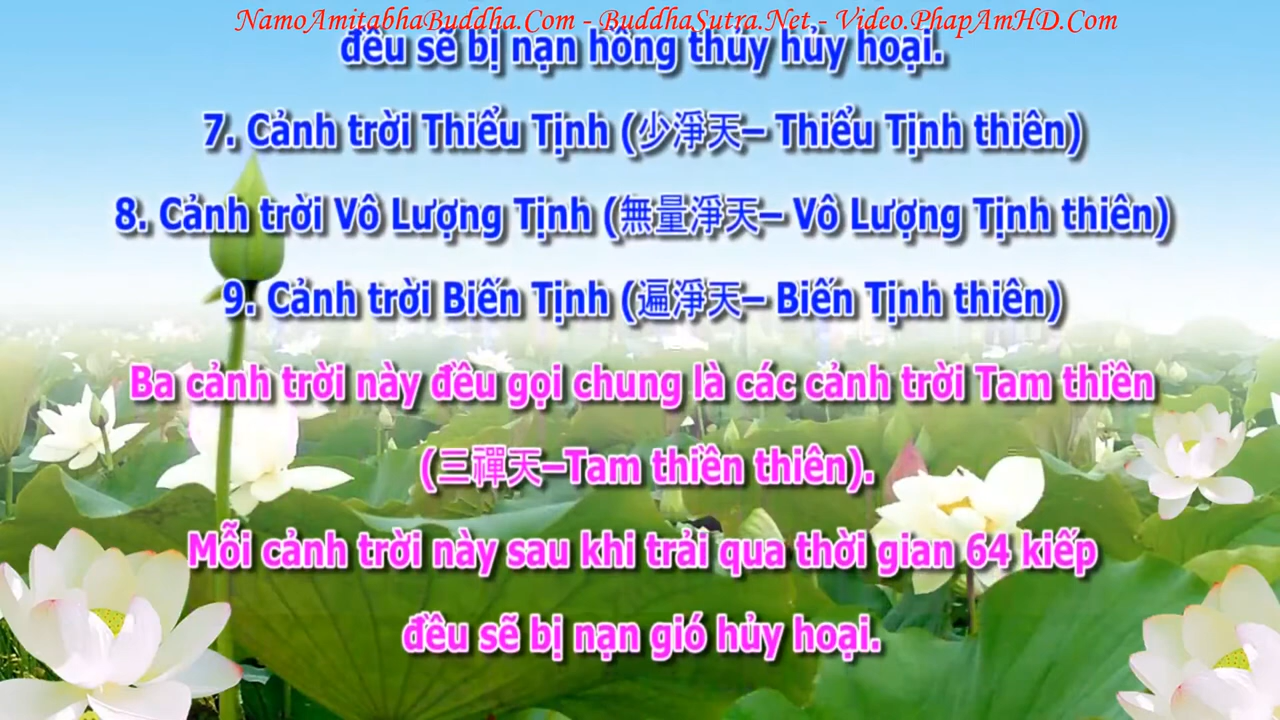 NamoAmitabhaBuddha.Com - BuddhaSutra.Net - Video.PhapAmHD.Com
đều sẽ bị nạn hồng thủy hủy hoại.
7. Cảnh trời Thiểu Tịnh (少淨天– Thiểu Tịnh thiên)
8. Cảnh trời Vô Lượng Tịnh (無量淨天– Vô Lượng Tịnh thiên)
9. Cảnh trời Biến Tịnh (遍淨天– Biến Tịnh thiên)
Ba cảnh trời này đều gọi chung là các cảnh trời Tam thiền
(三禪天–Tam thiền thiên).
Mỗi cảnh trời này sau khi trải qua thời gian 64 kiếp
đều sẽ bị nạn gió hủy hoại.